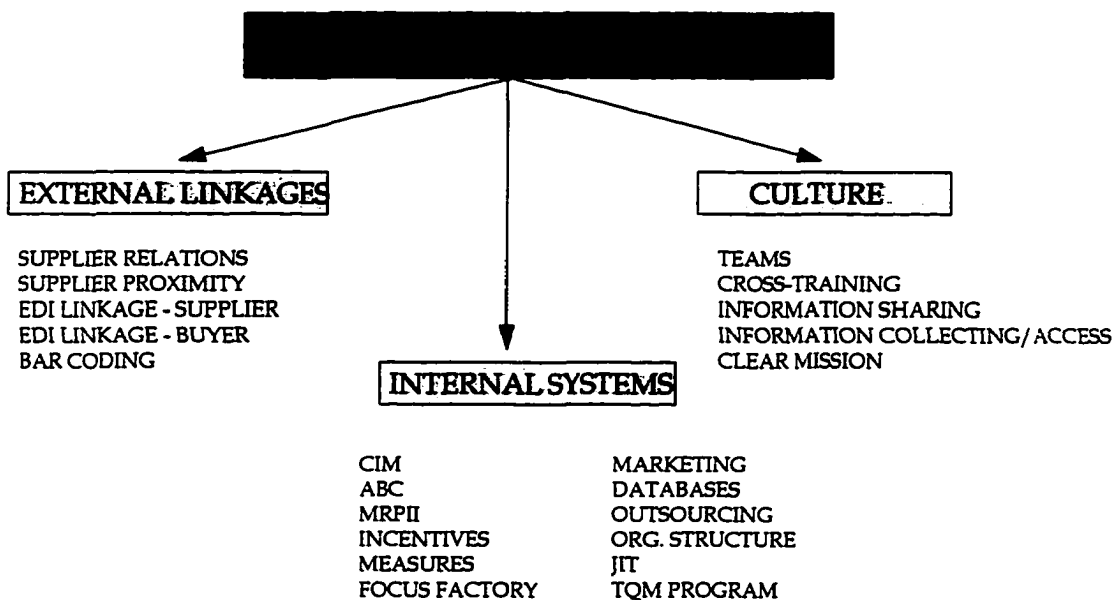 EXTERNAL LINKAGES
SUPPLIER RELATIONS
SUPPLIER PROXIMITY
EDI LINKAGE - SUPPLIER
EDI LINKAGE - BUYER
BAR CODING
CULTURE
TEAMS
CROSS-TRAINING
INFORMATION SHARING
INFORMATION COLLECTING/ACCESS
CLEAR MISSION
INTERNAL SYSTEMS
CIM
ABC
MRPII
INCENTIVES
MEASURES
FOCUS FACTORY
MARKETING
DATABASES
OUTSOURCING
ORG. STRUCTURE
JIT
TQM PROGRAM